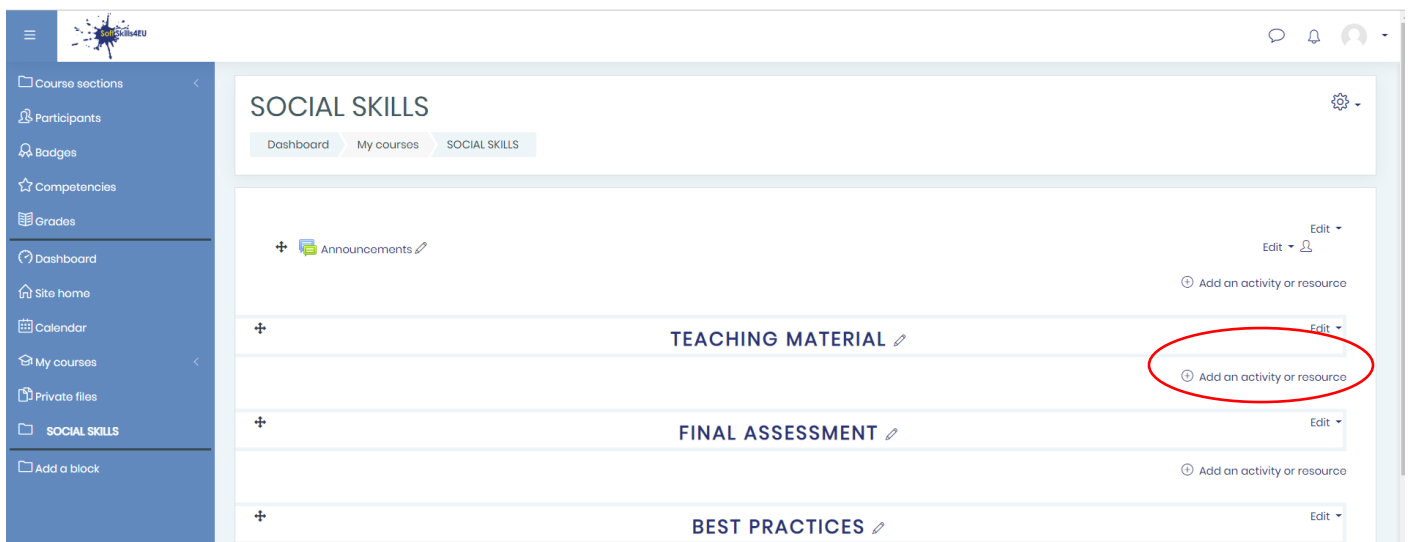 SoftSkills4EU
Course sections
Participants
Badges
Competencies
Grades
Dashboard
Site home
Calendar
My courses
Private files
SOCIAL SKILLS
Add a block
SOCIAL SKILLS
Dashboard My courses SOCIAL SKILLS
Edit
Announcements
Edit
Add an activity or resource
TEACHING MATERIAL
Edit
Add an activity or resource
FINAL ASSESSMENT
Edit
Add an activity or resource
BEST PRACTICES
Edit